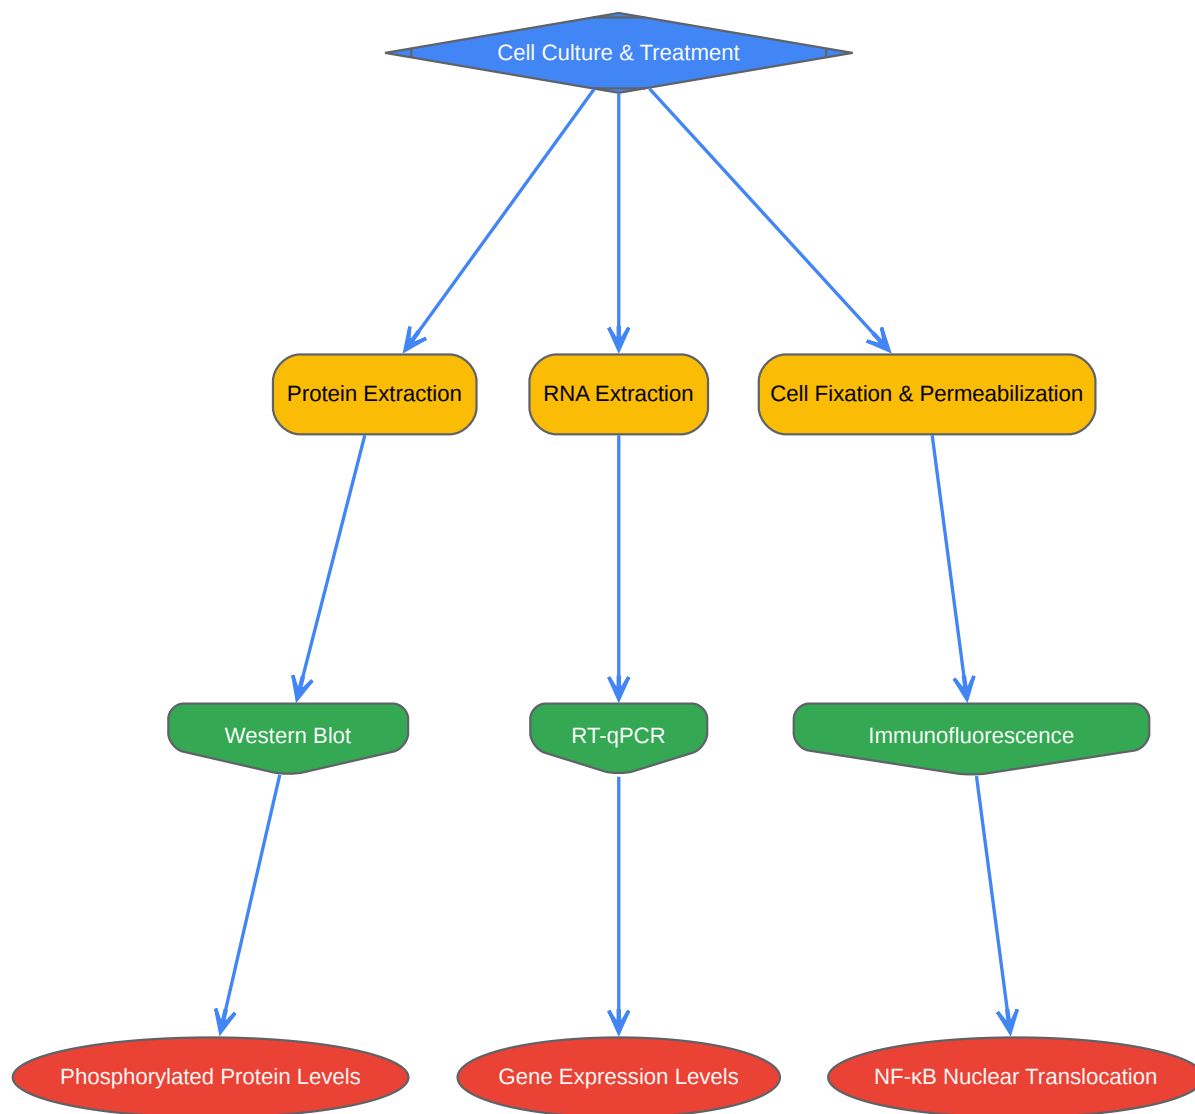 Cell Culture & Treatment
Protein Extraction
RNA Extraction
Cell Fixation & Permeabilization
Western Blot
RT-qPCR
Immunofluorescence
Phosphorylated Protein Levels
Gene Expression Levels
NF-κB Nuclear Translocation